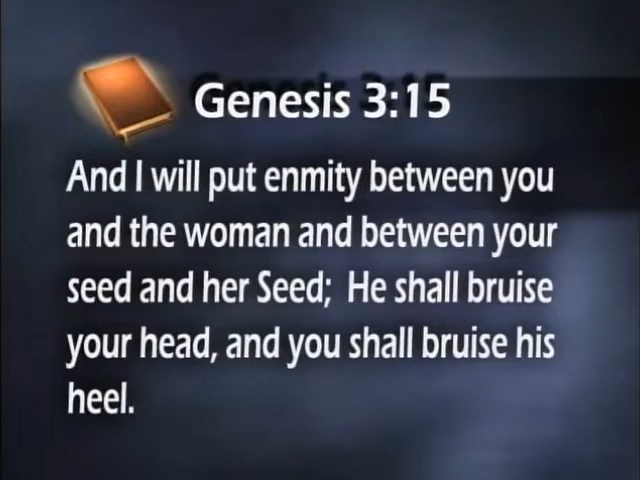 Genesis 3:15
And I will put enmity between you
and the woman and between your
seed and her Seed;  He shall bruise
your head, and you shall bruise his
heel.